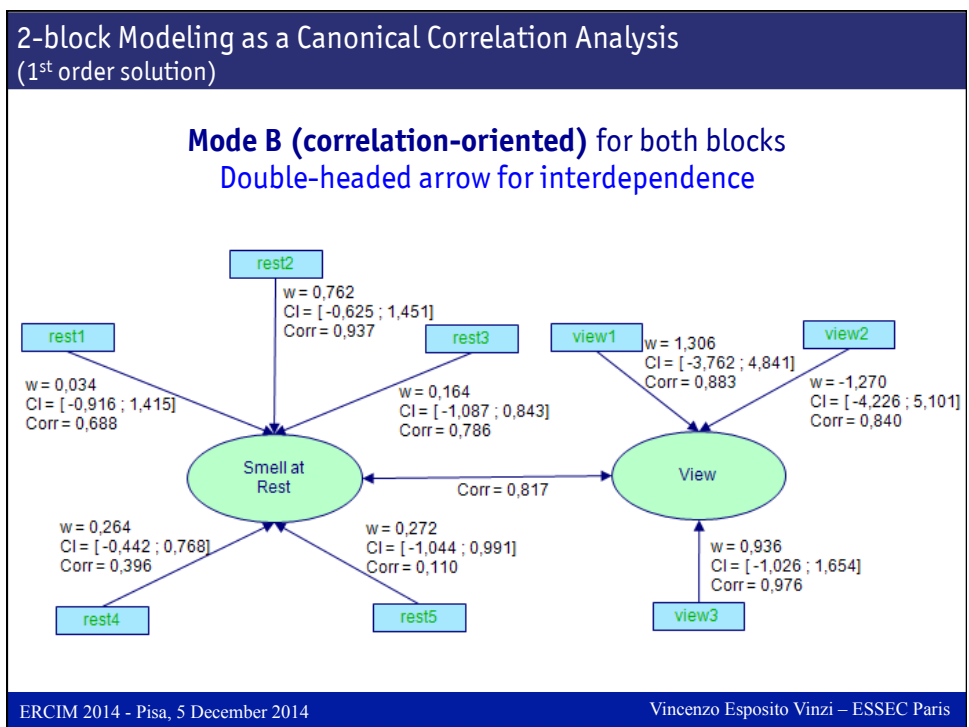 2-block Modeling as a Canonical Correlation Analysis
(1st order solution)
Mode B (correlation-oriented) for both blocks
Double-headed arrow for interdependence
rest2
w = 0,762
CI = [ -0,625 ; 1,451]
Corr = 0,937
rest1
w = 0,034
CI = [ -0,916 ; 1,415]
Corr = 0,688
rest3
w = 0,164
CI = [ -1,087 ; 0,843]
Corr = 0,786
view1
w = 1,306
CI = [ -3,762 ; 4,841]
Corr = 0,883
view2
w = -1,270
CI = [ -4,226 ; 5,101]
Corr = 0,840
Smell at
Rest
Corr = 0,817
View
w = 0,264
CI = [ -0,442 ; 0,768]
Corr = 0,396
rest4
w = 0,272
CI = [ -1,044 ; 0,991]
Corr = 0,110
rest5
w = 0,936
CI = [ -1,026 ; 1,654]
Corr = 0,976
view3
ERCIM 2014 - Pisa, 5 December 2014
Vincenzo Esposito Vinzi – ESSEC Paris